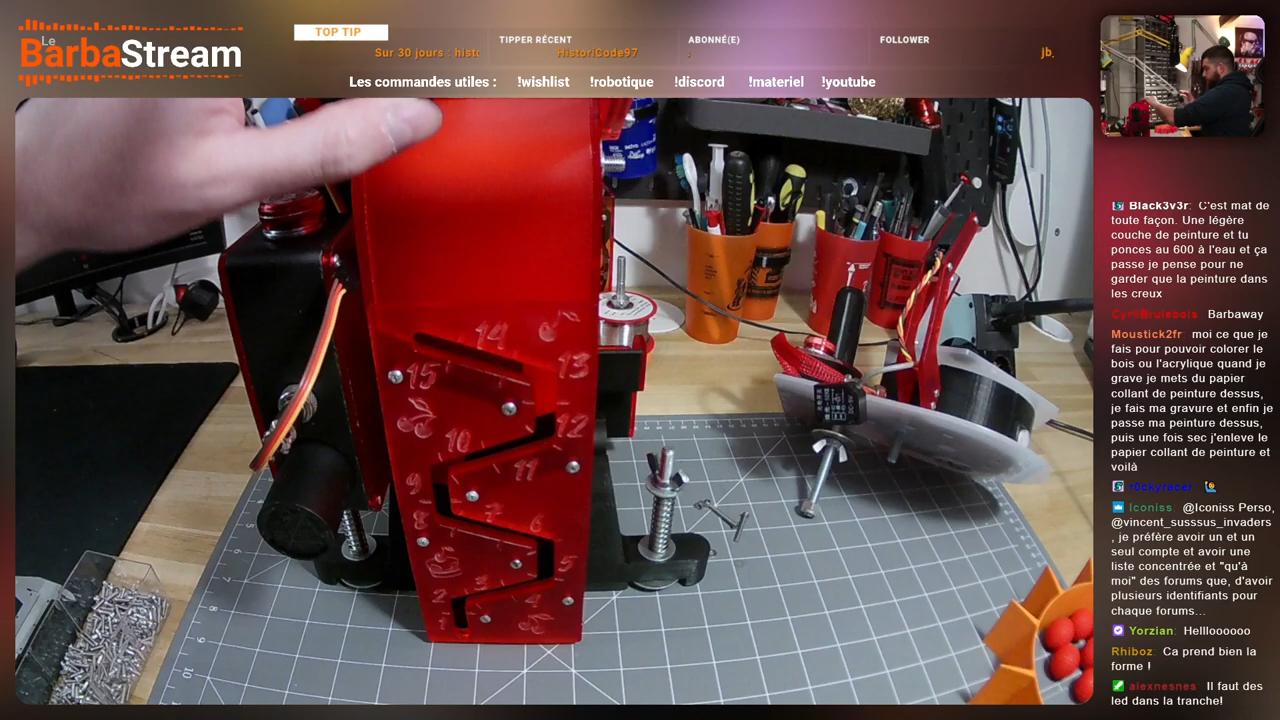 Le
BarbaStream
TOP TIP
Sur 30 jours : histo
TIPPER RÉCENT
HistoriCode97
ABONNÉ(E)
:
FOLLOWER
jb.
Les commandes utiles : !wishlist !robotique !discord !materiel !youtube
Black3v3r: C'est mat de
toute façon. Une légère
couche de peinture et tu
ponces au 600 à l'eau et ça
passe je pense pour ne
garder que la peinture dans
les creux
CyrilBrulebois: Barbaway
Moustick2fr: moi ce que je
fais pour pouvoir colorer le
bois ou l'acrylique quand je
grave je mets du papier
collant de peinture dessus,
je fais ma gravure et enfin je
passe ma peinture dessus,
puis une fois sec j'enleve le
papier collant de peinture et
voilà
r0ckyracer:
Iconiss: @Iconiss Perso,
@vincent_susssus_invaders
, je préfère avoir un et un
seul compte et avoir une
liste concentrée et "qu'à
moi" des forums que, d'avoir
plusieurs identifiants pour
chaque forums...
Yorzian: Hellloooooo
Rhiboz: Ca prend bien la
forme !
alexnesnes: Il faut des
led dans la tranche!
14
13
15
12
10
11
9
8
7
6
5
3
2
4
1